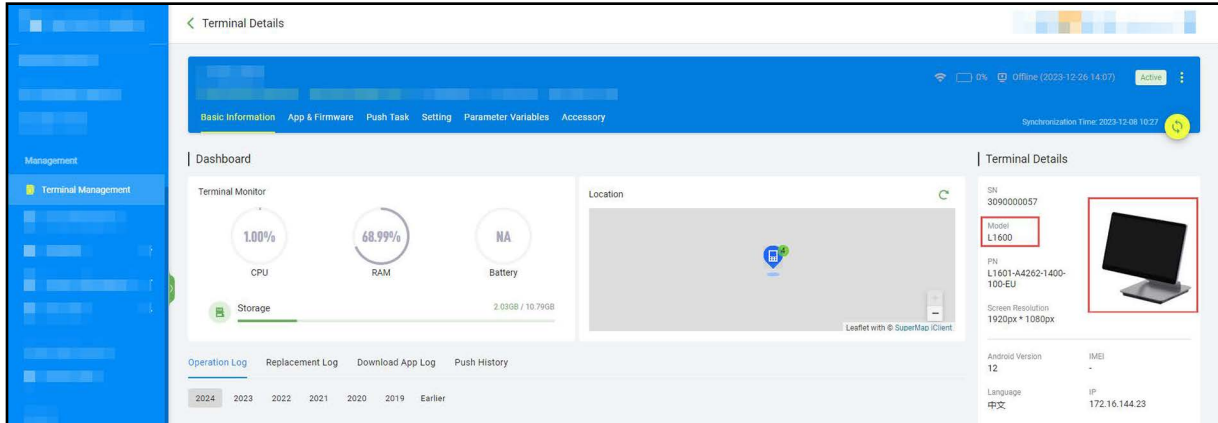 Terminal Details
0% Offline (2023-12-26 14:07) Active
Basic Information App & Firmware Push Task Setting Parameter Variables Accessory
Synchronization Time: 2023-12-08 10:27
Management
Terminal Management
Dashboard
Terminal Monitor
1.00%
CPU
68.99%
RAM
NA
Battery
Storage
2.03GB / 10.79GB
Location
4
+
−
Leaflet with © SuperMap iClient
Operation Log Replacement Log Download App Log Push History
2024 2023 2022 2021 2020 2019 Earlier
Terminal Details
SN
3090000057
Model
L1600
PN
L1601-A4262-1400-
100-EU
Screen Resolution
1920px * 1080px
Android Version
12
IMEI
-
Language
中文
IP
172.16.144.23